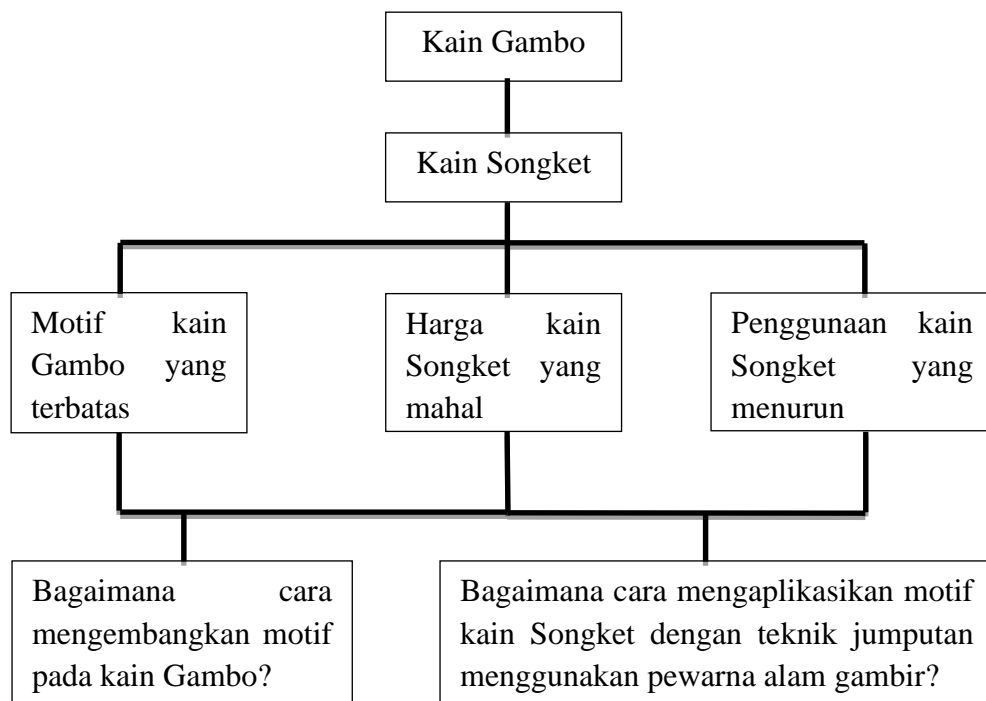 Kain Gambo
Kain Songket
Motif kain
Gambo yang
terbatas
Harga kain
Songket yang
mahal
Penggunaan kain
Songket yang
menurun
Bagaimana cara
mengembangkan motif
pada kain Gambo?
Bagaimana cara mengaplikasikan motif
kain Songket dengan teknik jumputan
menggunakan pewarna alam gambir?